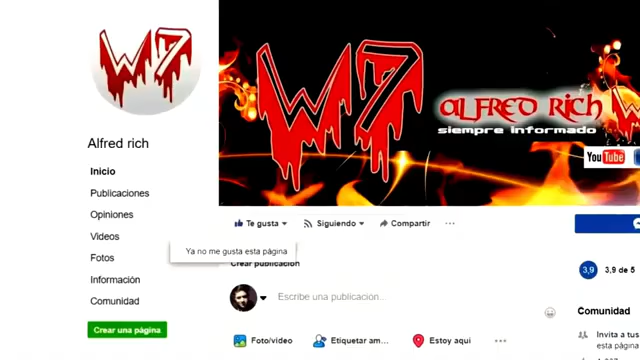 W7
W7
ALFRED Rich
siempre informado
YouTube
Alfred rich
Inicio
Publicaciones
Opiniones
Videos
Fotos
Información
Comunidad
Crear una página
Te gusta
Siguiendo
Compartir
Ya no me gusta esta página
Crear publicación
Escribe una publicación...
Foto/video
Etiquetar am...
Estoy aquí
3,9
3,9 de 5
Comunidad
Invita a tus
esta página